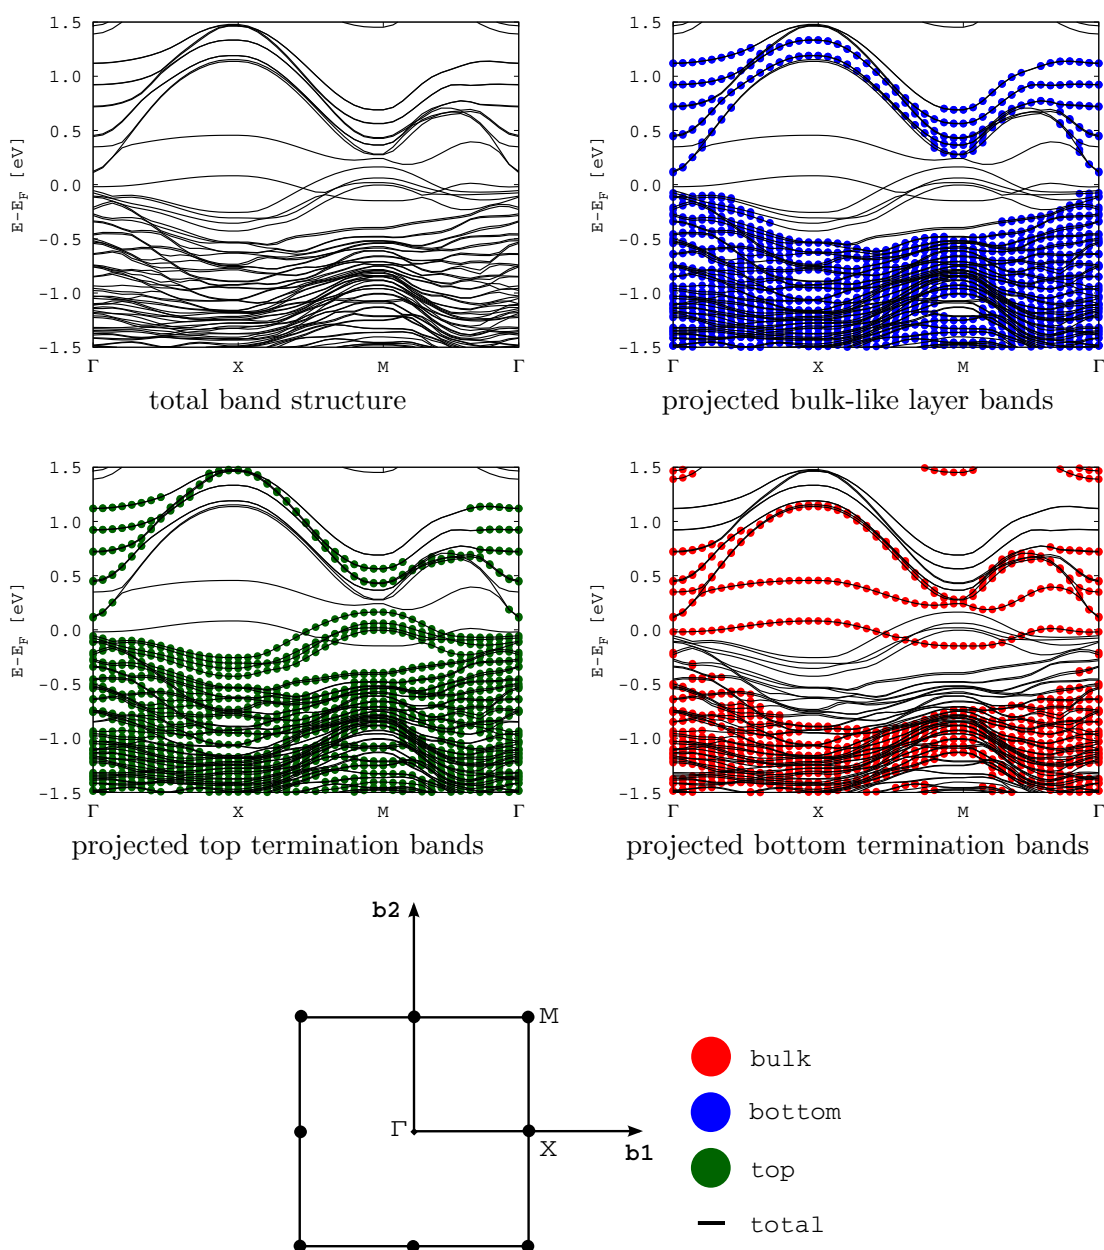 1.5
1.0
0.5
0.0
-0.5
-1.0
-1.5
E-E_F [eV]
Γ X M Γ
total band structure
1.5
1.0
0.5
0.0
-0.5
-1.0
-1.5
E-E_F [eV]
Γ X M Γ
projected bulk-like layer bands
1.5
1.0
0.5
0.0
-0.5
-1.0
-1.5
E-E_F [eV]
Γ X M Γ
projected top termination bands
1.5
1.0
0.5
0.0
-0.5
-1.0
-1.5
E-E_F [eV]
Γ X M Γ
projected bottom termination bands
b2
M
Γ
X
b1
bulk
bottom
top
total